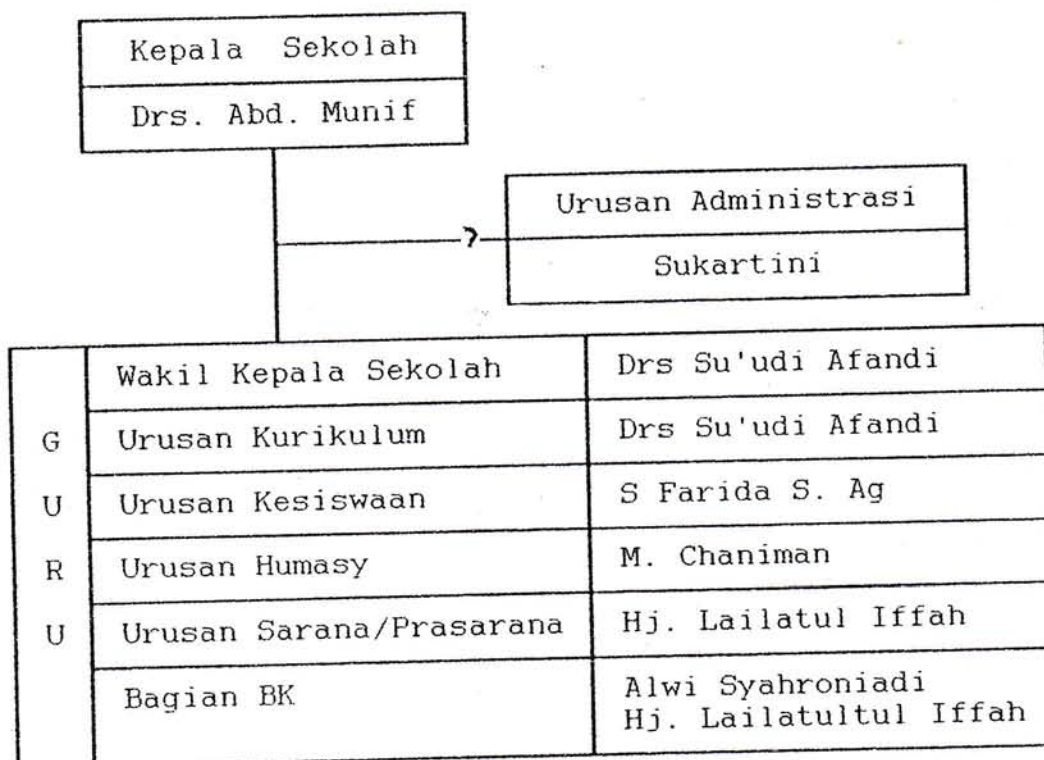 Kepala Sekolah
Drs. Abd. Munif
Urusan Administrasi
?
Sukartini
Wakil Kepala Sekolah Drs Su'udi Afandi
G Urusan Kurikulum Drs Su'udi Afandi
U Urusan Kesiswaan S Farida S. Ag
R Urusan Humasy M. Chaniman
U Urusan Sarana/Prasarana Hj. Lailatul Iffah
Bagian BK Alwi Syahroniadi
Hj. Lailatultul Iffah